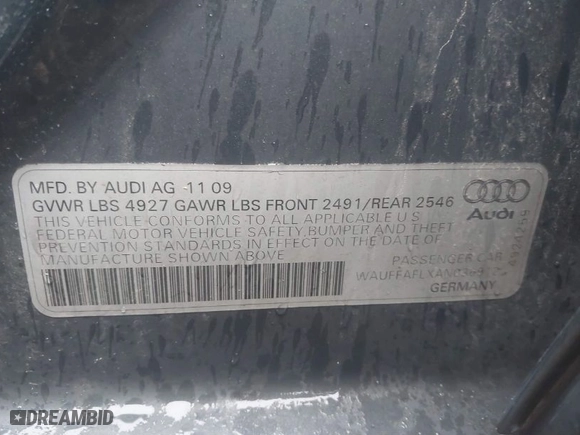 MFD. BY AUDI AG 11 09
GVWR LBS 4927 GAWR LBS FRONT 2491/REAR 2546
THIS VEHICLE CONFORMS TO ALL APPLICABLE U S
FEDERAL MOTOR VEHICLE SAFETY, BUMPER AND THEFT
PREVENTION STANDARDS IN EFFECT ON THE DATE OF
MANUFACTURE SHOWN ABOVE
Audi
PASSENGER CAR
GERMANY
DREAMBID